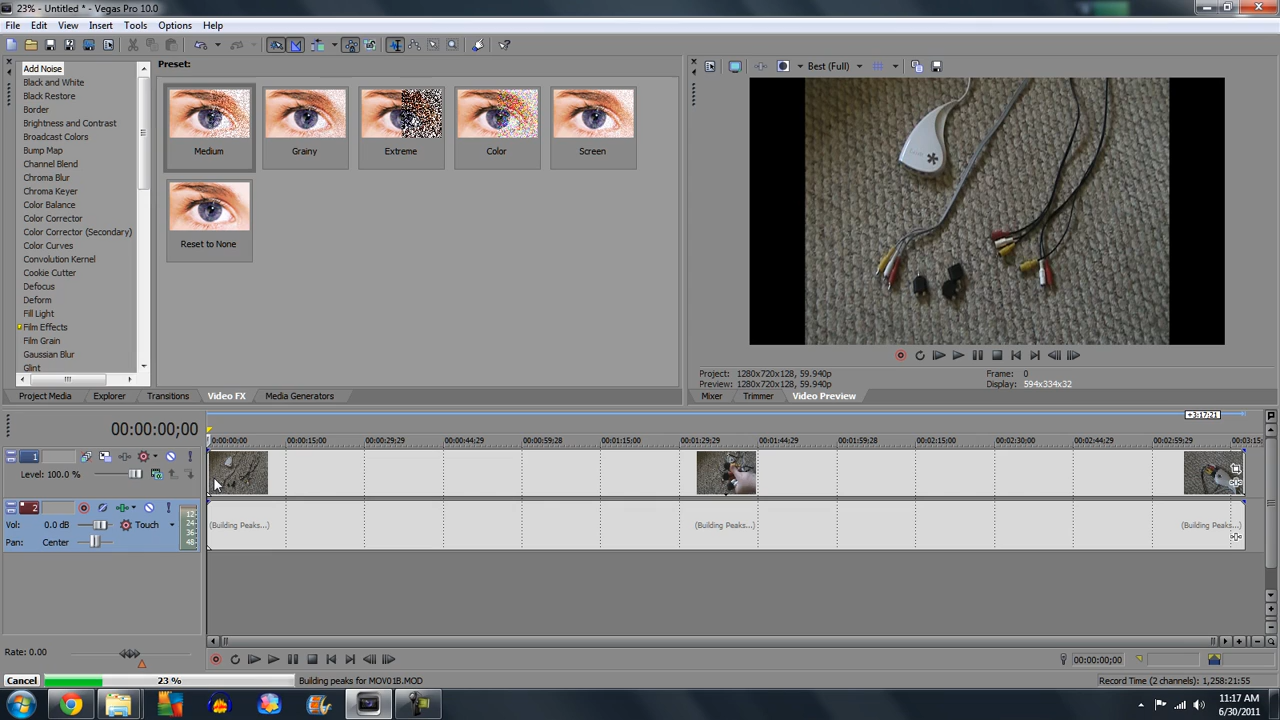 23% - Untitled * - Vegas Pro 10.0
File Edit View Insert Tools Options Help
Add Noise
Black and White
Black Restore
Border
Brightness and Contrast
Broadcast Colors
Bump Map
Channel Blend
Chroma Blur
Chroma Keyer
Color Balance
Color Corrector
Color Corrector (Secondary)
Color Curves
Convolution Kernel
Cookie Cutter
Defocus
Deform
Fill Light
Film Effects
Film Grain
Gaussian Blur
Glint
Preset:
Medium Grainy Extreme Color Screen
Reset to None
Best (Full)
Project: 1280x720x128, 59.940p Frame: 0
Preview: 1280x720x128, 59.940p Display: 594x334x32
Project Media Explorer Transitions Video FX Media Generators
Mixer Trimmer Video Preview
+3:17;21
00:00:00;00
0:00:00:00 00:00:15:00 00:00:29:29 00:00:44:29 00:00:59:28 00:01:15:00 00:01:29:29 00:01:44:29 00:01:59:28 00:02:15:00 00:02:30:00 00:02:44:29 00:02:59:29 00:03:15:
1
Level: 100.0 %
2
Vol: 0.0 dB Touch
Pan: Center
12
24
36
48
(Building Peaks...) (Building Peaks...) (Building Peaks...)
Rate: 0.00
00:00:00;00
Cancel 23 % Building peaks for MOV01B.MOD Record Time (2 channels): 1,258:21:55
11:17 AM
6/30/2011